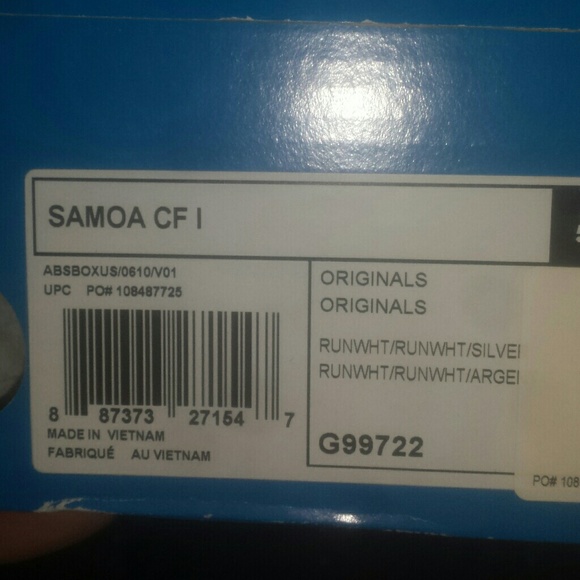 SAMOA CF I
5
ABSBOXUS/0610/V01
UPC PO# 108487725
8 87373 27154 7
MADE IN VIETNAM
FABRIQUÉ AU VIETNAM
ORIGINALS
ORIGINALS
RUNWHT/RUNWHT/SILVE
RUNWHT/RUNWHT/ARGE
G99722
PO# 108